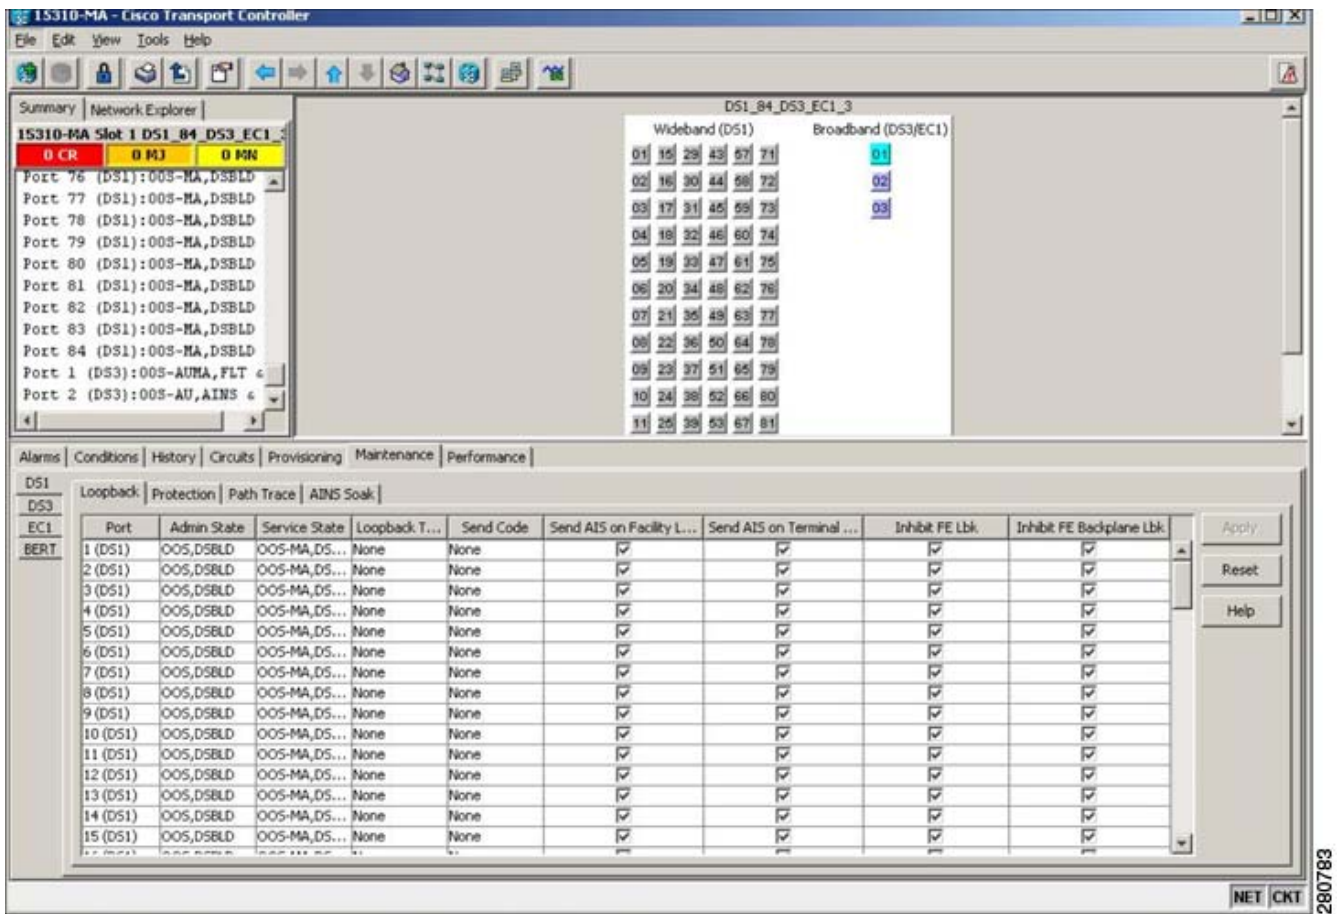 15310-MA - Cisco Transport Controller
File Edit View Tools Help
Summary Network Explorer
15310-MA Slot 1 DS1_84_DS3_EC1_3
0 CR 0 MJ 0 MN
Port 76 (DS1):OOS-MA,DSBLD
Port 77 (DS1):OOS-MA,DSBLD
Port 78 (DS1):OOS-MA,DSBLD
Port 79 (DS1):OOS-MA,DSBLD
Port 80 (DS1):OOS-MA,DSBLD
Port 81 (DS1):OOS-MA,DSBLD
Port 82 (DS1):OOS-MA,DSBLD
Port 83 (DS1):OOS-MA,DSBLD
Port 84 (DS1):OOS-MA,DSBLD
Port 1 (DS3):OOS-AUMA,FLT &
Port 2 (DS3):OOS-AU,AINS &
DS1_84_DS3_EC1_3
Wideband (DS1) Broadband (DS3/EC1)
01 15 29 43 57 71 01
02 16 30 44 58 72 02
03 17 31 45 59 73 03
04 18 32 46 60 74
05 19 33 47 61 75
06 20 34 48 62 76
07 21 35 49 63 77
08 22 36 50 64 78
09 23 37 51 65 79
10 24 38 52 66 80
11 25 39 53 67 81
Alarms Conditions History Circuits Provisioning Maintenance Performance
DS1
DS3
EC1
BERT
Loopback Protection Path Trace AINS Soak
Port Admin State Service State Loopback T... Send Code Send AIS on Facility L... Send AIS on Terminal ... Inhibit FE Lbk Inhibit FE Backplane Lbk
1 (DS1) OOS,DSBLD OOS-MA,DS... None None
2 (DS1) OOS,DSBLD OOS-MA,DS... None None
3 (DS1) OOS,DSBLD OOS-MA,DS... None None
4 (DS1) OOS,DSBLD OOS-MA,DS... None None
5 (DS1) OOS,DSBLD OOS-MA,DS... None None
6 (DS1) OOS,DSBLD OOS-MA,DS... None None
7 (DS1) OOS,DSBLD OOS-MA,DS... None None
8 (DS1) OOS,DSBLD OOS-MA,DS... None None
9 (DS1) OOS,DSBLD OOS-MA,DS... None None
10 (DS1) OOS,DSBLD OOS-MA,DS... None None
11 (DS1) OOS,DSBLD OOS-MA,DS... None None
12 (DS1) OOS,DSBLD OOS-MA,DS... None None
13 (DS1) OOS,DSBLD OOS-MA,DS... None None
14 (DS1) OOS,DSBLD OOS-MA,DS... None None
15 (DS1) OOS,DSBLD OOS-MA,DS... None None
Apply
Reset
Help
NET CKT
280783